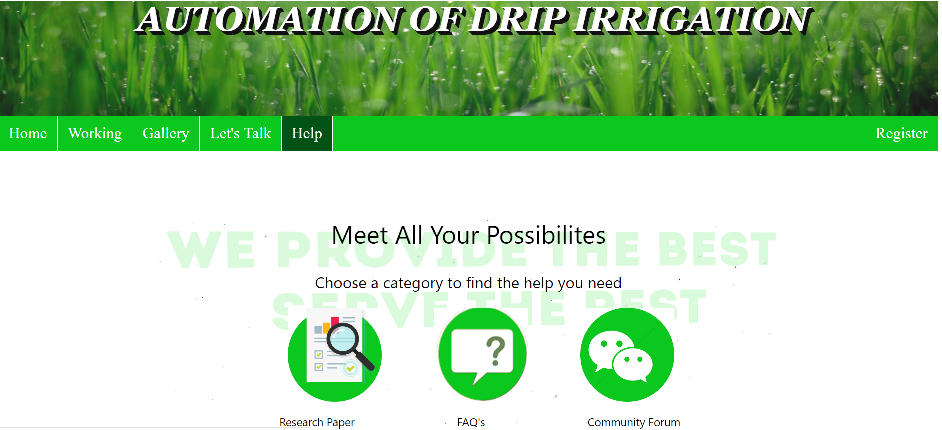 AUTOMATION OF DRIP IRRIGATION
Home Working Gallery Let's Talk Help Register
WE PROVIDE THE BEST
Meet All Your Possibilites
Choose a category to find the help you need
SERVE THE BEST
?
Research Paper FAQ's Community Forum